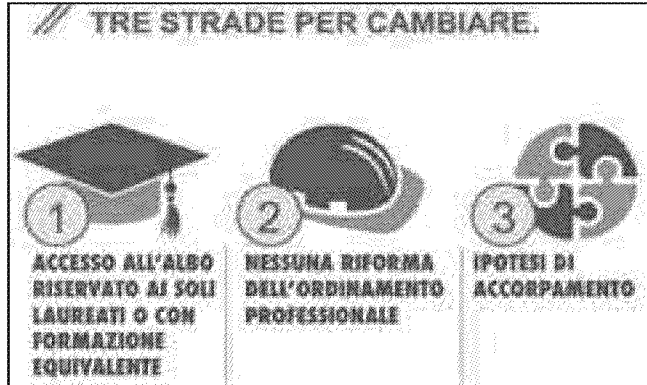 TRE STRADE PER CAMBIARE.
1
ACCESSO ALL'ALBO
RISERVATO AI SOLI
LAUREATI O CON
FORMAZIONE
EQUIVALENTE
2
NESSUNA RIFORMA
DELL'ORDINAMENTO
PROFESSIONALE
3
IPOTESI DI
ACCORPAMENTO